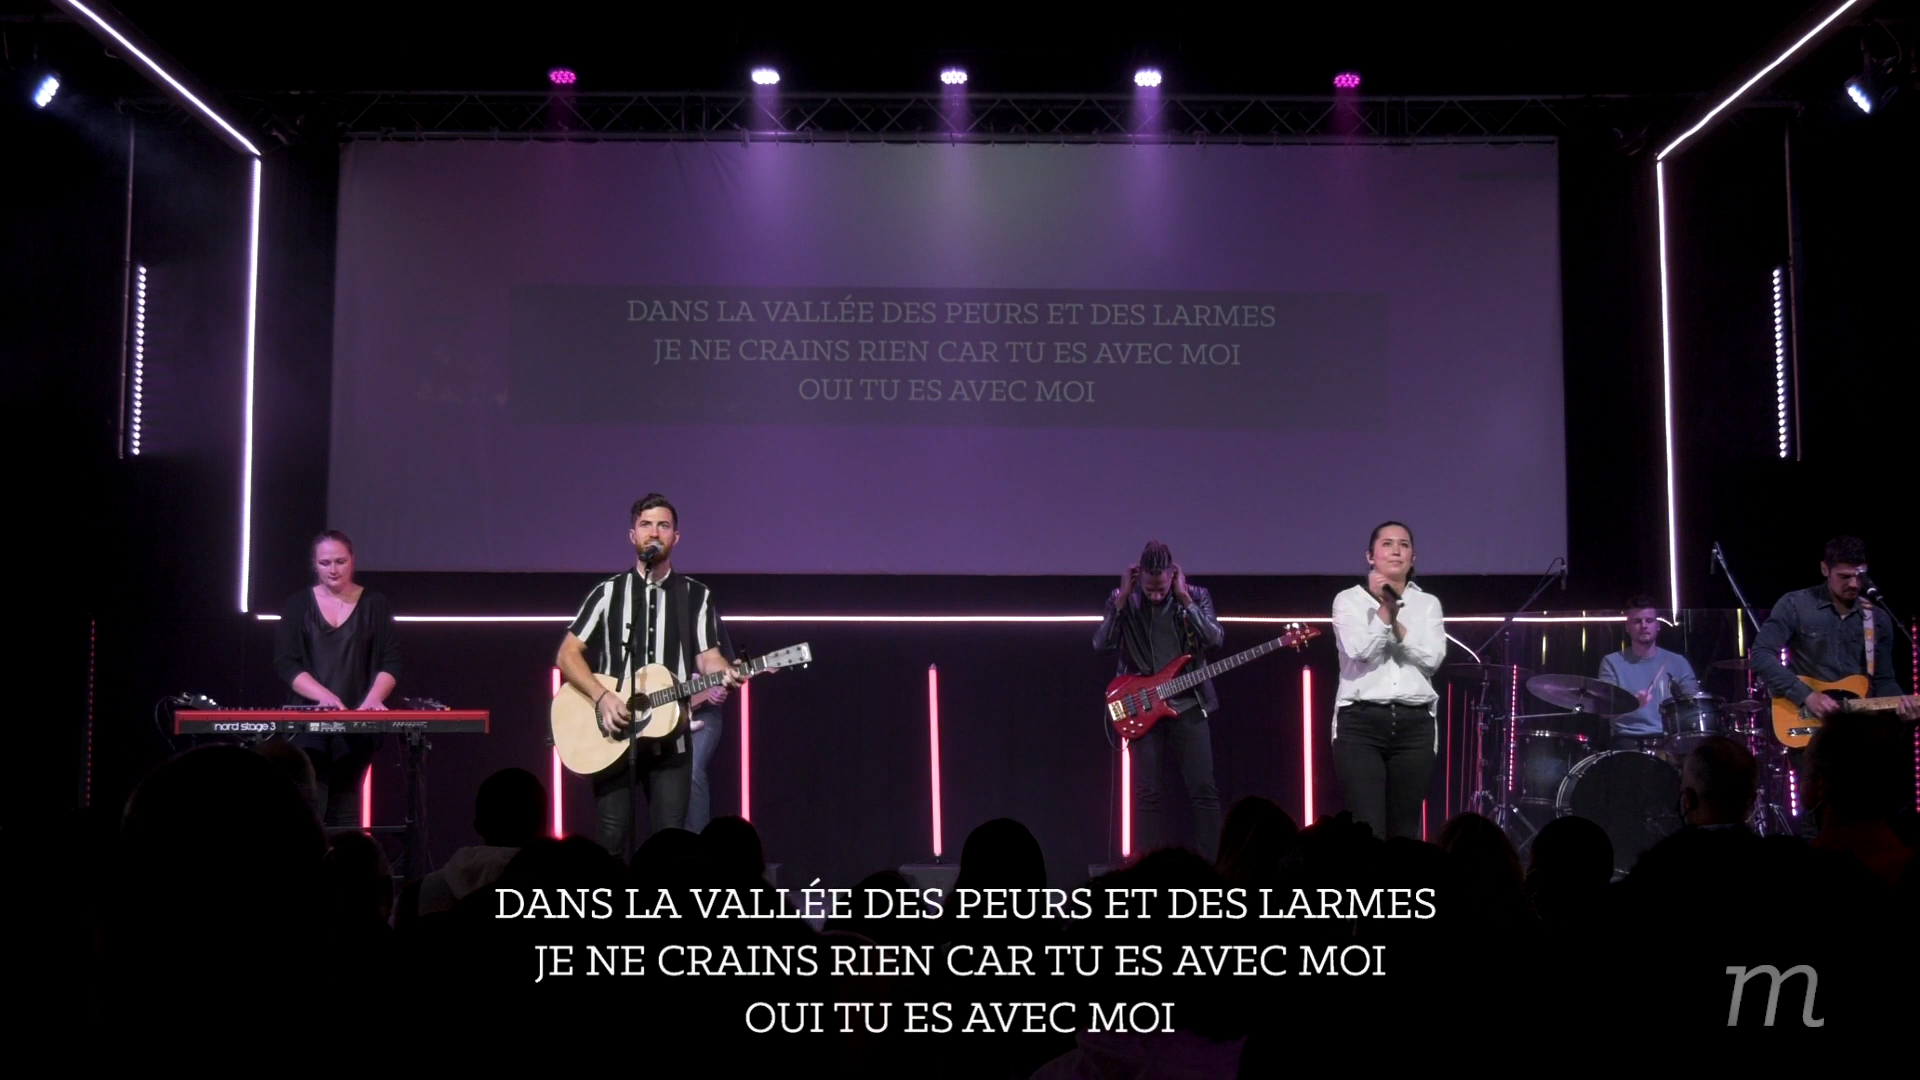 DANS LA VALLÉE DES PEURS ET DES LARMES
JE NE CRAINS RIEN CAR TU ES AVEC MOI
OUI TU ES AVEC MOI
nord stage 3
DANS LA VALLÉE DES PEURS ET DES LARMES
JE NE CRAINS RIEN CAR TU ES AVEC MOI
OUI TU ES AVEC MOI
m